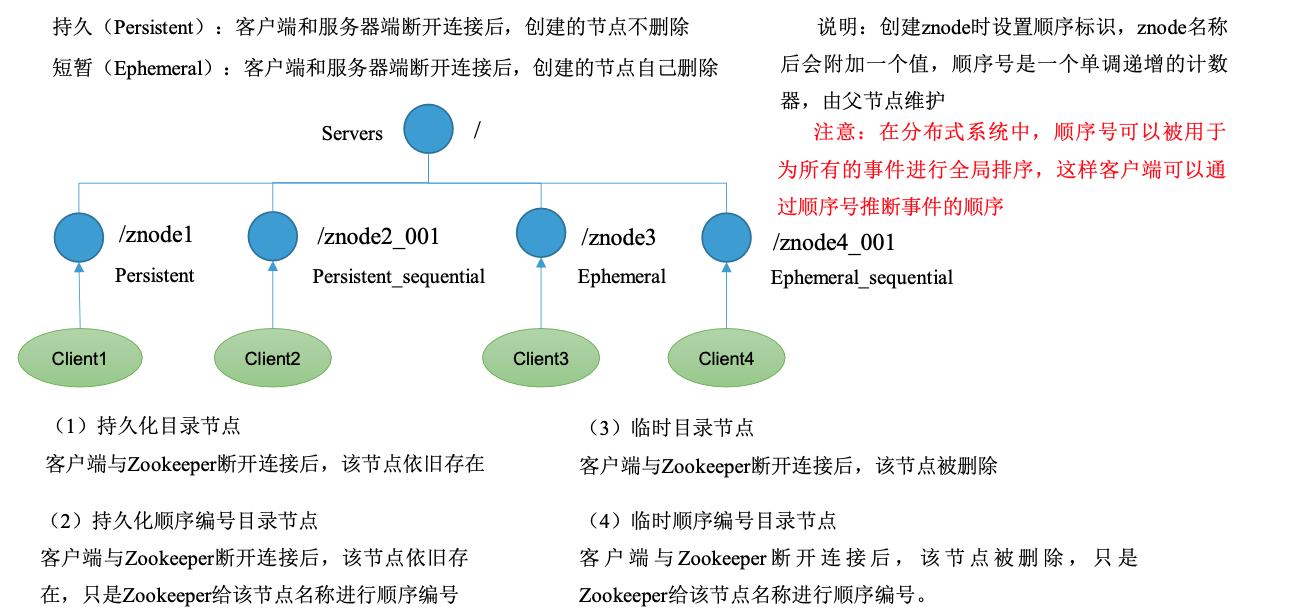 持久（Persistent）：客户端和服务器端断开连接后，创建的节点不删除
短暂（Ephemeral）：客户端和服务器端断开连接后，创建的节点自己删除
说明：创建znode时设置顺序标识，znode名称
后会附加一个值，顺序号是一个单调递增的计数
器，由父节点维护
注意：在分布式系统中，顺序号可以被用于
为所有的事件进行全局排序，这样客户端可以通
过顺序号推断事件的顺序
Servers
/
/znode1
Persistent
/znode2_001
Persistent_sequential
/znode3
Ephemeral
/znode4_001
Ephemeral_sequential
Client1
Client2
Client3
Client4
（1）持久化目录节点
客户端与Zookeeper断开连接后，该节点依旧存在
（2）持久化顺序编号目录节点
客户端与Zookeeper断开连接后，该节点依旧存
在，只是Zookeeper给该节点名称进行顺序编号
（3）临时目录节点
客户端与Zookeeper断开连接后，该节点被删除
（4）临时顺序编号目录节点
客户端与Zookeeper断开连接后，该节点被删除，只是
Zookeeper给该节点名称进行顺序编号。